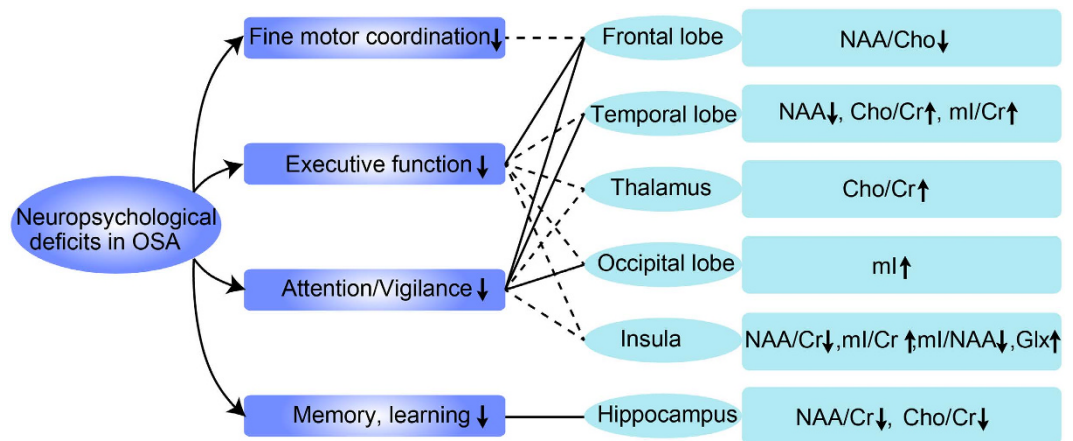 Neuropsychological
deficits in OSA
Fine motor coordination↓
Executive function ↓
Attention/Vigilance ↓
Memory, learning ↓
Frontal lobe
NAA/Cho↓
Temporal lobe
NAA↓, Cho/Cr↑, mI/Cr↑
Thalamus
Cho/Cr↑
Occipital lobe
mI↑
Insula
NAA/Cr↓,mI/Cr ↑,mI/NAA↓,Glx↑
Hippocampus
NAA/Cr↓, Cho/Cr↓